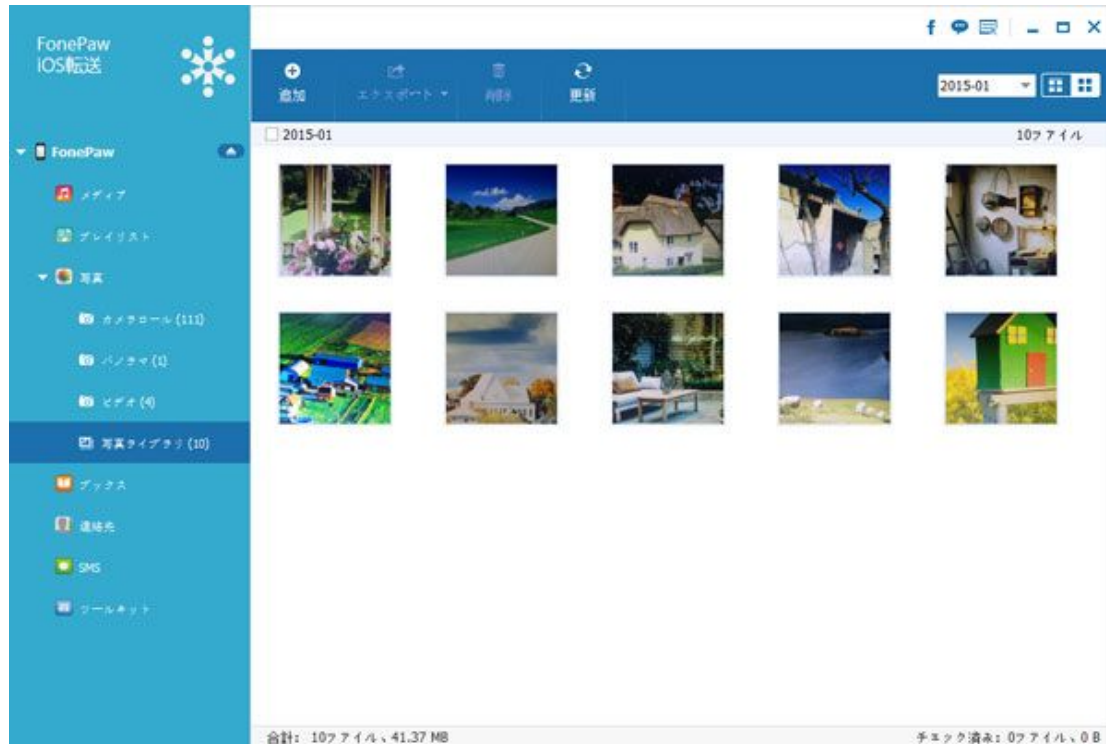 FonePaw
iOS転送
追加
エクスポート
削除
更新
2015-01
2015-01
10ファイル
FonePaw
メディア
プレイリスト
写真
カメラロール (111)
パノラマ (1)
ビデオ (4)
写真ライブラリ (10)
ブックス
連絡先
SMS
ツールキット
合計: 10ファイル、41.37 MB
チェック済み: 0ファイル、0 B